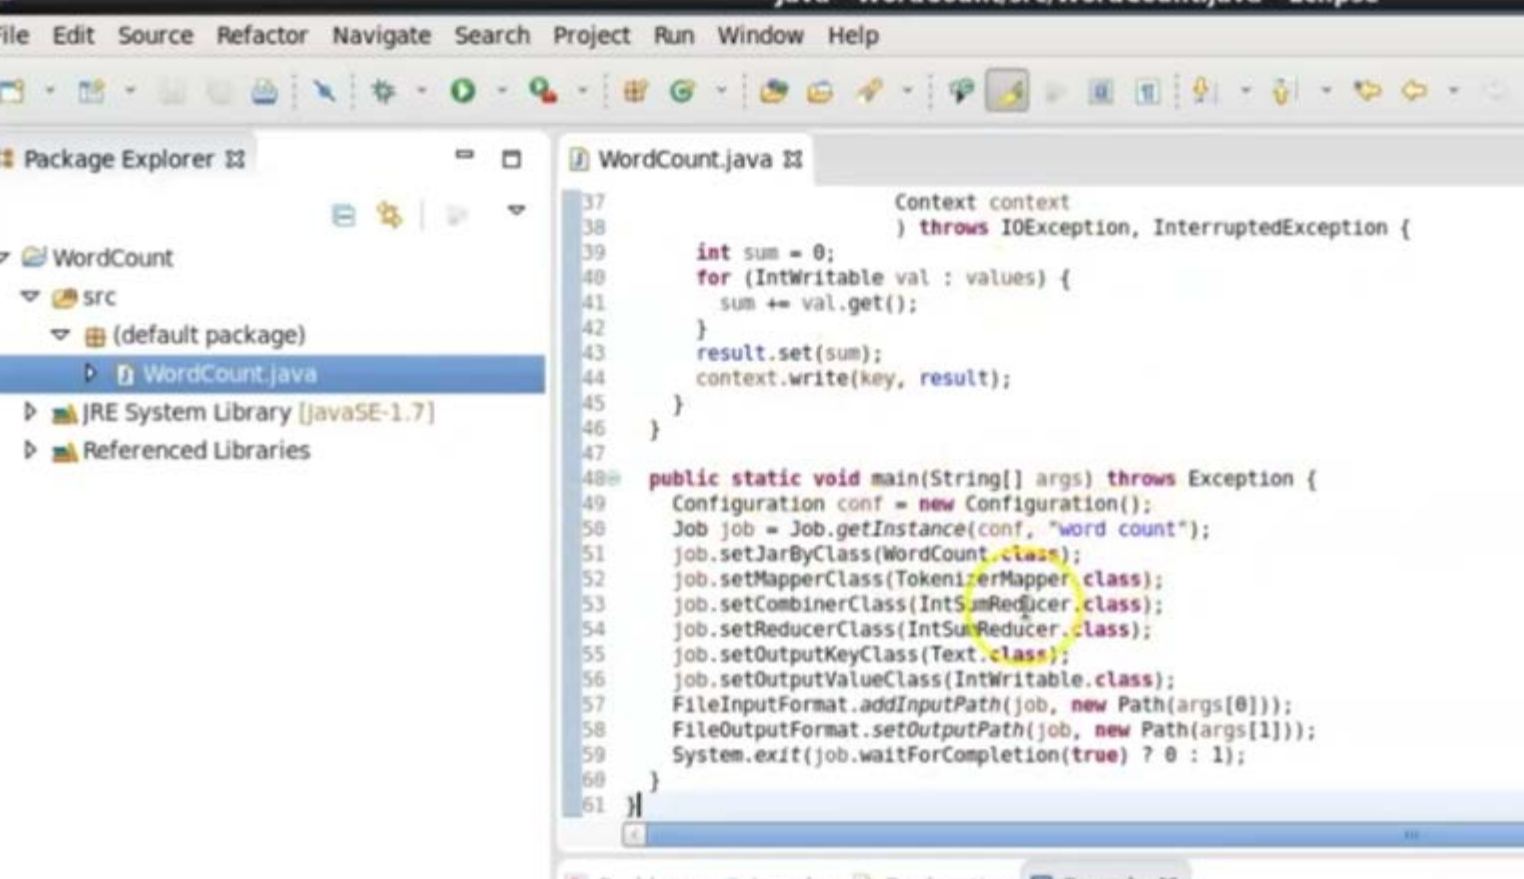 File Edit Source Refactor Navigate Search Project Run Window Help
Package Explorer
WordCount.java
WordCount
src
(default package)
WordCount.java
JRE System Library [JavaSE-1.7]
Referenced Libraries
37 Context context
38 ) throws IOException, InterruptedException {
39 int sum = 0;
40 for (IntWritable val : values) {
41 sum += val.get();
42 }
43 result.set(sum);
44 context.write(key, result);
45 }
46 }
47
48 public static void main(String[] args) throws Exception {
49 Configuration conf = new Configuration();
50 Job job = Job.getInstance(conf, "word count");
51 job.setJarByClass(WordCount.class);
52 job.setMapperClass(TokenizerMapper.class);
53 job.setCombinerClass(IntSumReducer.class);
54 job.setReducerClass(IntSumReducer.class);
55 job.setOutputKeyClass(Text.class);
56 job.setOutputValueClass(IntWritable.class);
57 FileInputFormat.addInputPath(job, new Path(args[0]));
58 FileOutputFormat.setOutputPath(job, new Path(args[1]));
59 System.exit(job.waitForCompletion(true) ? 0 : 1);
60 }
61 }